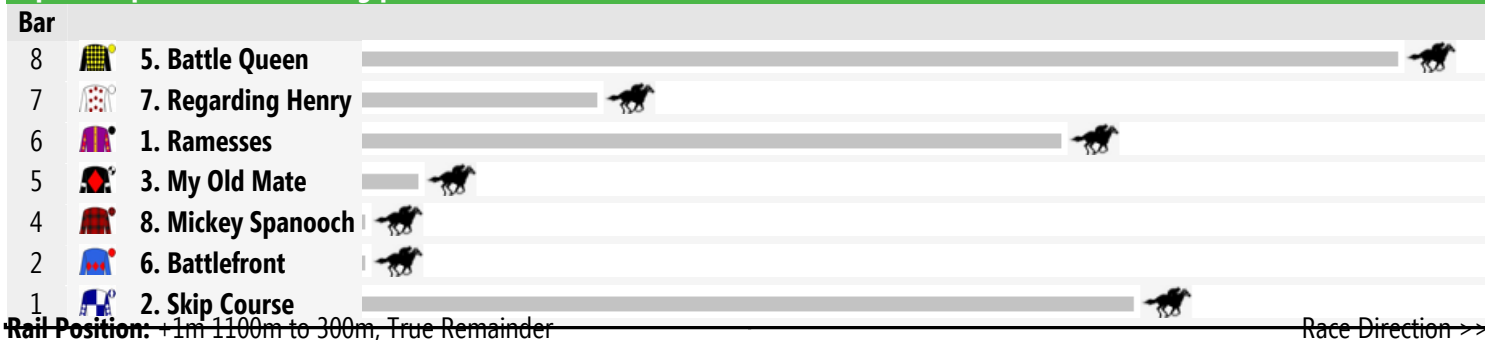 Bar
8 5. Battle Queen
7 7. Regarding Henry
6 1. Ramesses
5 3. My Old Mate
4 8. Mickey Spanooch
2 6. Battlefront
1 2. Skip Course
Rail Position: +1m 1100m to 300m, True Remainder Race Direction >>